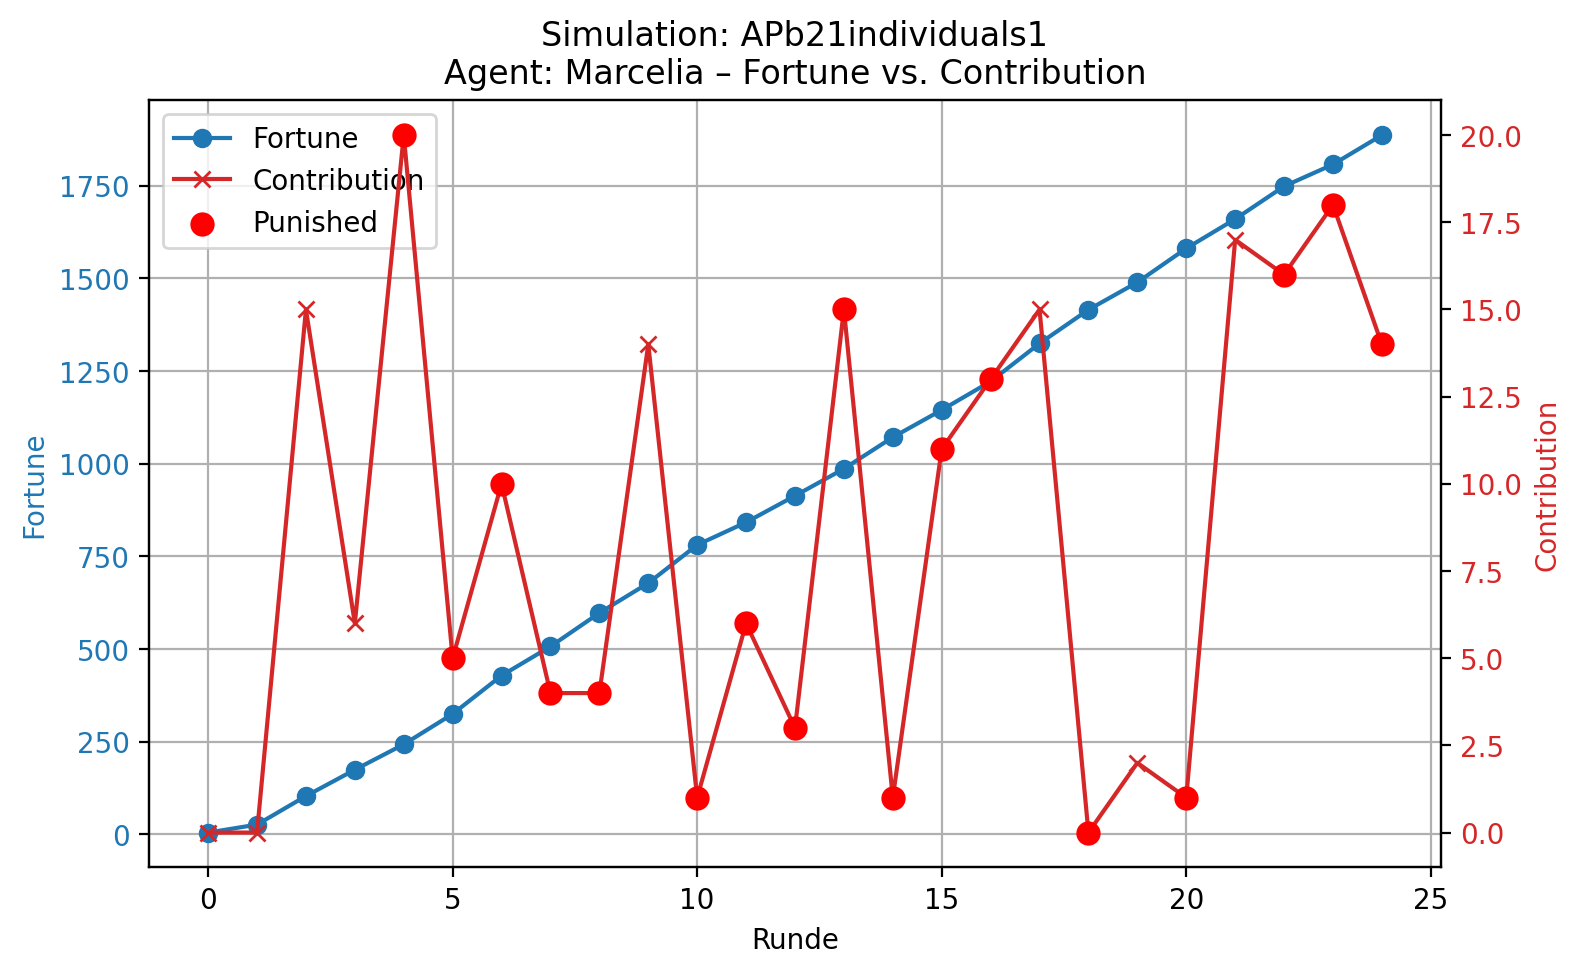 Simulation: APb21individuals1
Agent: Marcelia – Fortune vs. Contribution
Fortune
Contribution
Punished
1750
1500
1250
1000
750
500
250
0
Fortune
20.0
17.5
15.0
12.5
10.0
7.5
5.0
2.5
0.0
Contribution
0 5 10 15 20 25
Runde